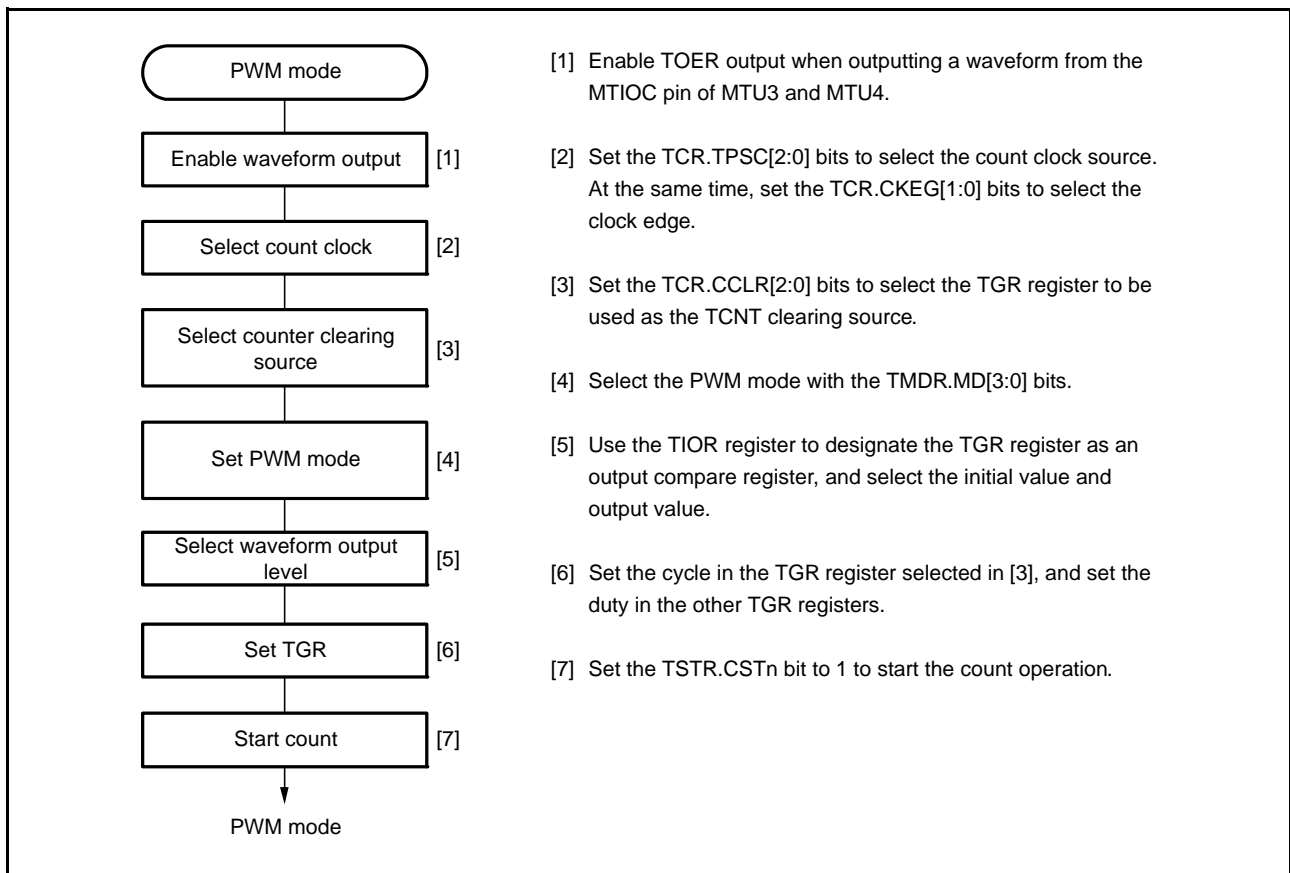 PWM mode
Enable waveform output [1]
Select count clock [2]
Select counter clearing
source
[3]
Set PWM mode [4]
Select waveform output
level
[5]
Set TGR [6]
Start count [7]
PWM mode
[1] Enable TOER output when outputting a waveform from the
MTIOC pin of MTU3 and MTU4.
[2] Set the TCR.TPSC[2:0] bits to select the count clock source.
At the same time, set the TCR.CKEG[1:0] bits to select the
clock edge.
[3] Set the TCR.CCLR[2:0] bits to select the TGR register to be
used as the TCNT clearing source.
[4] Select the PWM mode with the TMDR.MD[3:0] bits.
[5] Use the TIOR register to designate the TGR register as an
output compare register, and select the initial value and
output value.
[6] Set the cycle in the TGR register selected in [3], and set the
duty in the other TGR registers.
[7] Set the TSTR.CSTn bit to 1 to start the count operation.